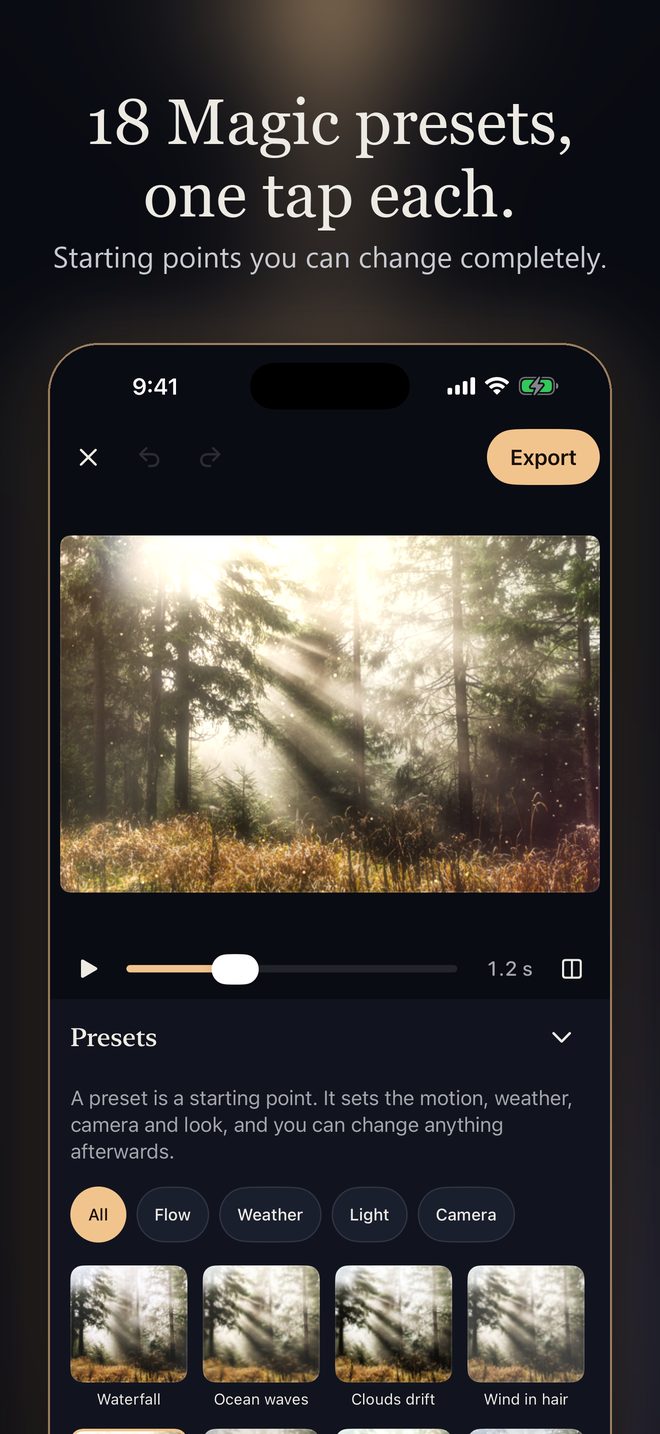 18 Magic presets,
one tap each.
Starting points you can change completely.
9:41
Export
1.2 s
Presets
A preset is a starting point. It sets the motion, weather,
camera and look, and you can change anything
afterwards.
All Flow Weather Light Camera
Waterfall Ocean waves Clouds drift Wind in hair